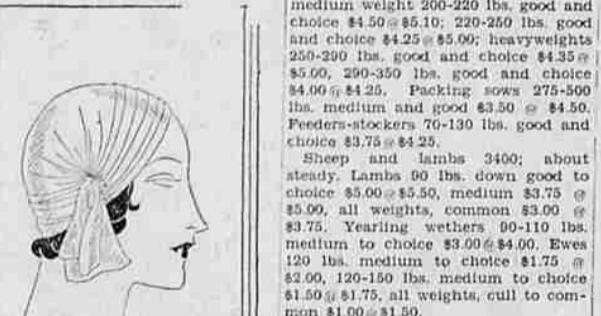 medium weight 200-220 lbs. good and
choice $4.50@$5.10; 220-250 lbs. good
and choice $4.25@$5.00; heavyweights
250-290 lbs. good and choice $4.35@
$5.00, 290-350 lbs. good and choice
$4.00@$4.25. Packing sows 275-500
lbs. medium and good $3.50 @ $4.50.
Feeders-stockers 70-130 lbs. good and
choice $3.75@$4.25.
Sheep and lambs 3400; about
steady. Lambs 90 lbs. down good to
choice $5.00@$5.50, medium $3.75 @
$5.00, all weights, common $3.00 @
$3.75. Yearling wethers 90-110 lbs.
medium to choice $3.00@$4.00. Ewes
120 lbs. medium to choice $1.75 @
$2.00, 120-150 lbs. medium to choice
$1.50@$1.75, all weights, cull to com-
mon $1.00@$1.50.